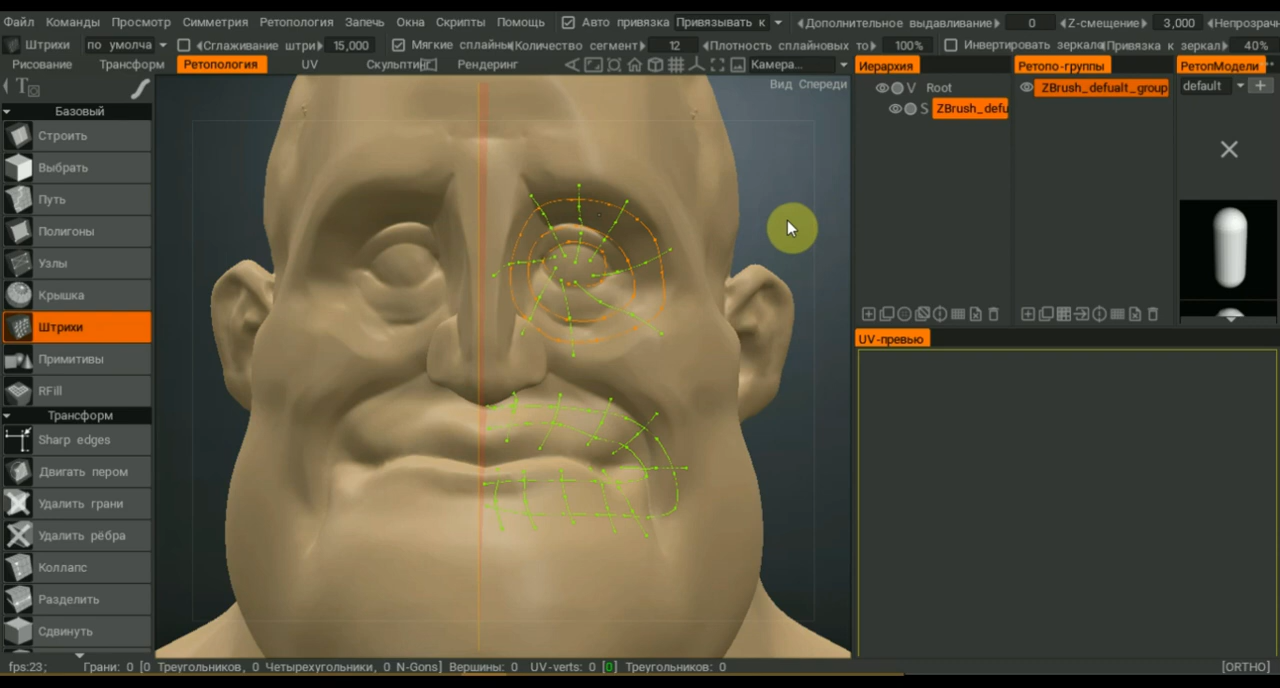 Файл Команды Просмотр Симметрия Ретопология Запечь Окна Скрипты Помощь Авто привязка Привязывать к Дополнительное выдавливание 0 Z-смещение 3,000 Непрозрачн
Штрихи по умолча Сглаживание штри 15,000 Мягкие сплайны Количество сегмент 12 Плотность сплайновых то 100% Инвертировать зеркало Привязка к зеркал 40%
Рисование Трансформ Ретопология UV Скульптинг Рендеринг Камера... Иерархия Ретопо-группы РетопМодели
Вид Спереди
V Root
S ZBrush_defu
ZBrush_defualt_group
default
Базовый
Строить
Выбрать
Путь
Полигоны
Узлы
Крышка
Штрихи
Примитивы
RFill
Трансформ
Sharp edges
Двигать пером
Удалить грани
Удалить рёбра
Коллапс
Разделить
Сдвинуть
UV-превью
fps:23; Грани: 0 [0 Треугольников, 0 Четырехугольники, 0 N-Gons] Вершины: 0 UV-verts: 0 [0] Треугольников: 0 [ORTHO]